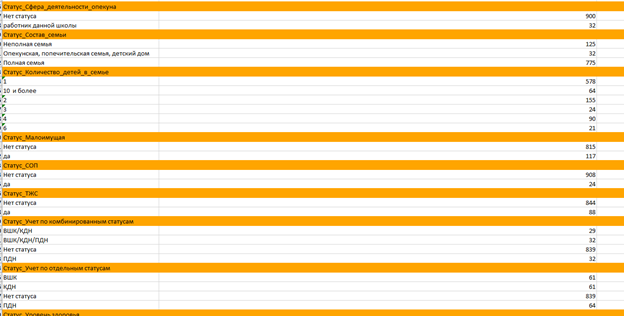 Статус_Сфера_деятельности_опекуна
Нет статуса 900
работник данной школы 32
Статус_Состав_семьи
Неполная семья 125
Опекунская, попечительская семья, детский дом 32
Полная семья 775
Статус_Количество_детей_в_семье
1 578
10 и более 64
2 155
3 24
4 90
6 21
Статус_Малоимущая
Нет статуса 815
да 117
Статус_СОП
Нет статуса 908
да 24
Статус_ТЖС
Нет статуса 844
да 88
Статус_Учет по комбинированным статусам
ВШК/КДН 29
ВШК/КДН/ПДН 32
Нет статуса 839
ПДН 32
Статус_Учет по отдельным статусам
ВШК 61
КДН 61
Нет статуса 839
ПДН 64
Статус_Уровень здоровья